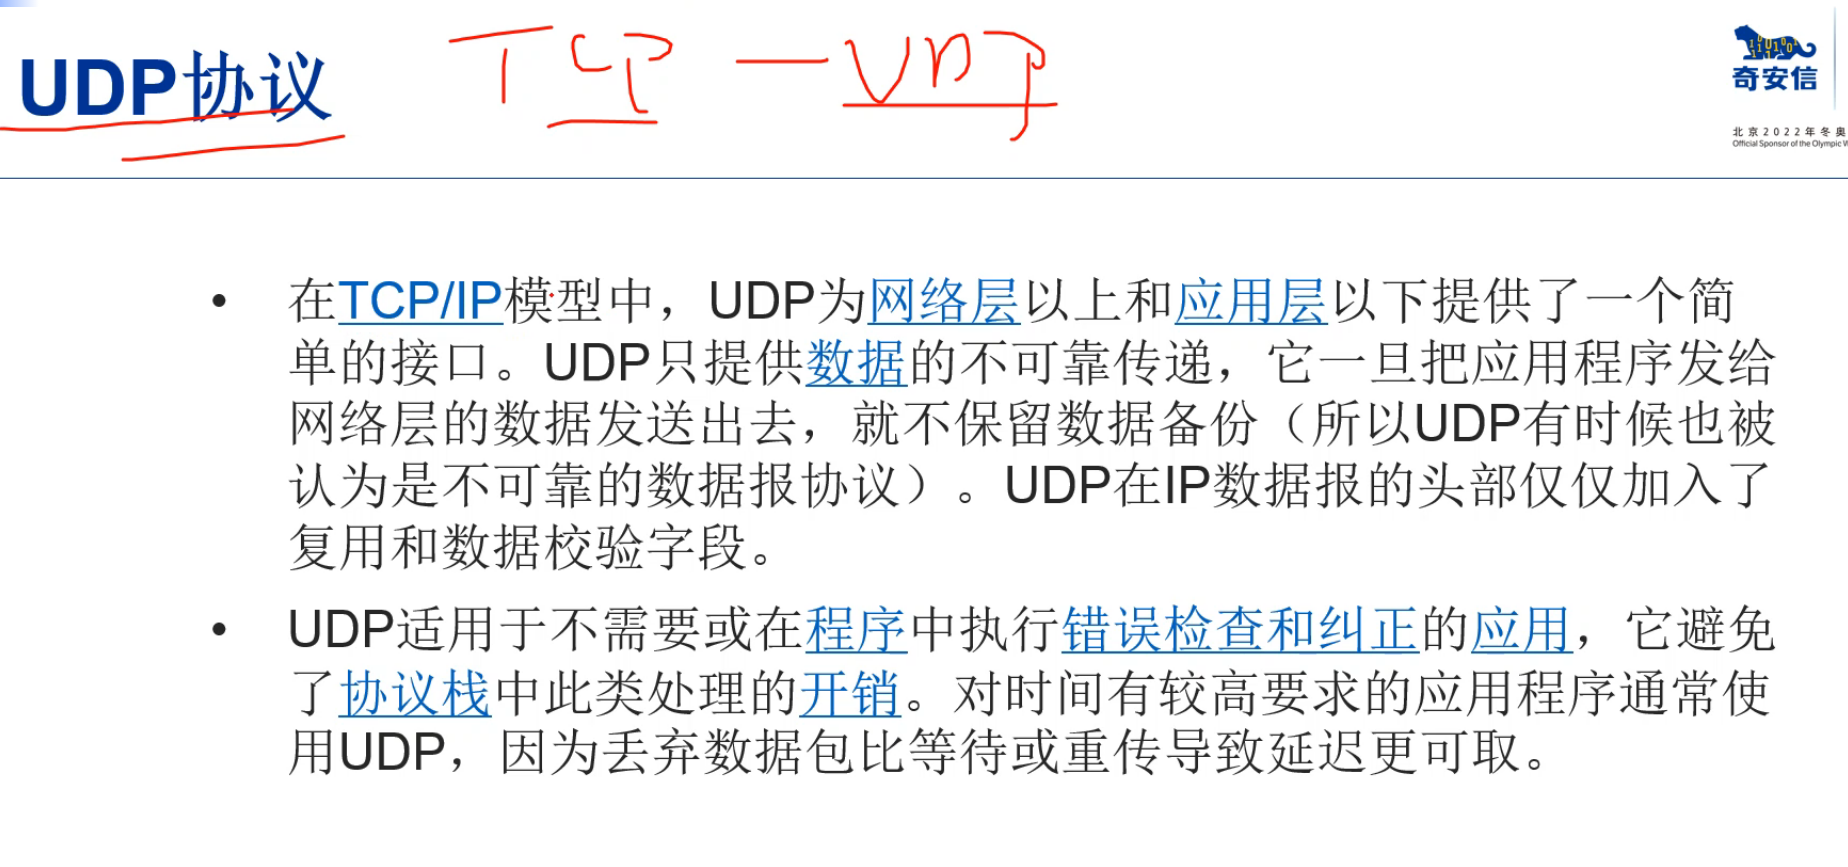 UDP协议
TCP — UDP
奇安信
北京2022年冬奥
Official Sponsor of the Olympic W
• 在TCP/IP模型中，UDP为网络层以上和应用层以下提供了一个简
单的接口。UDP只提供数据的不可靠传递，它一旦把应用程序发给
网络层的数据发送出去，就不保留数据备份（所以UDP有时候也被
认为是不可靠的数据报协议）。UDP在IP数据报的头部仅仅加入了
复用和数据校验字段。
• UDP适用于不需要或在程序中执行错误检查和纠正的应用，它避免
了协议栈中此类处理的开销。对时间有较高要求的应用程序通常使
用UDP，因为丢弃数据包比等待或重传导致延迟更可取。